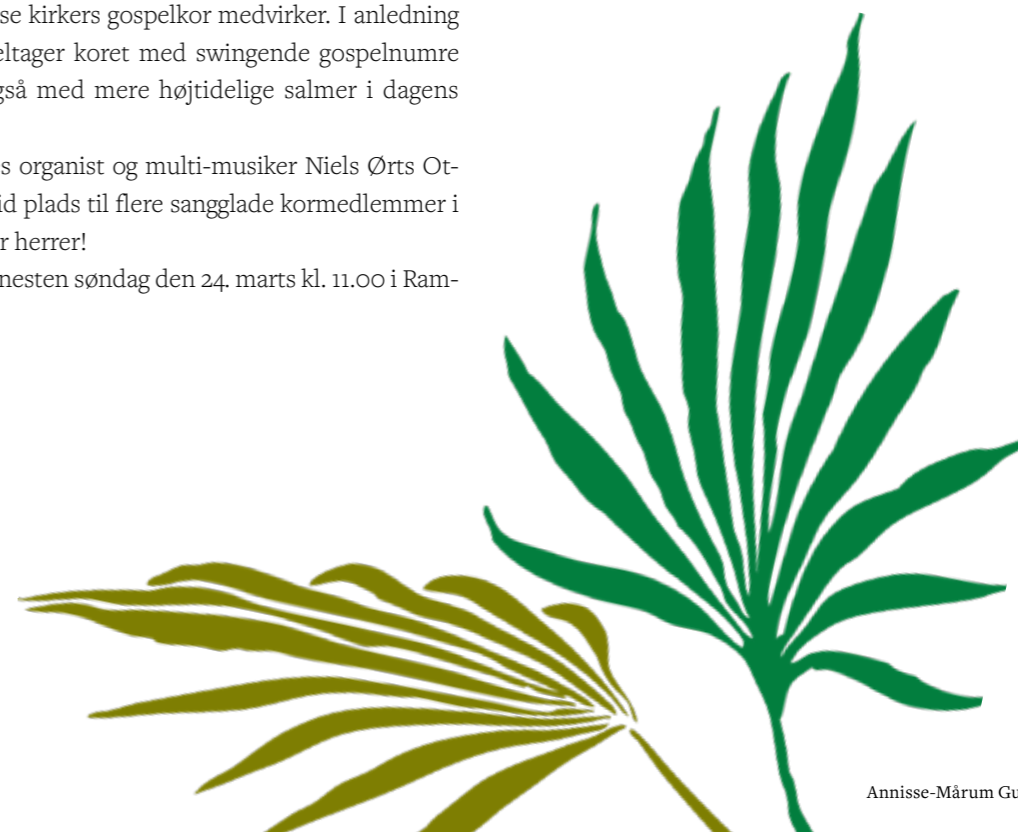 se kirkers gospelkor medvirker. I anledning
eltager koret med swingende gospelnumre
gså med mere højtidelige salmer i dagens
s organist og multi-musiker Niels Ørts Ot-
id plads til flere sangglade kormedlemmer i
r herrer!
nesten søndag den 24. marts kl. 11.00 i Ram-
Annisse-Mårum Gu